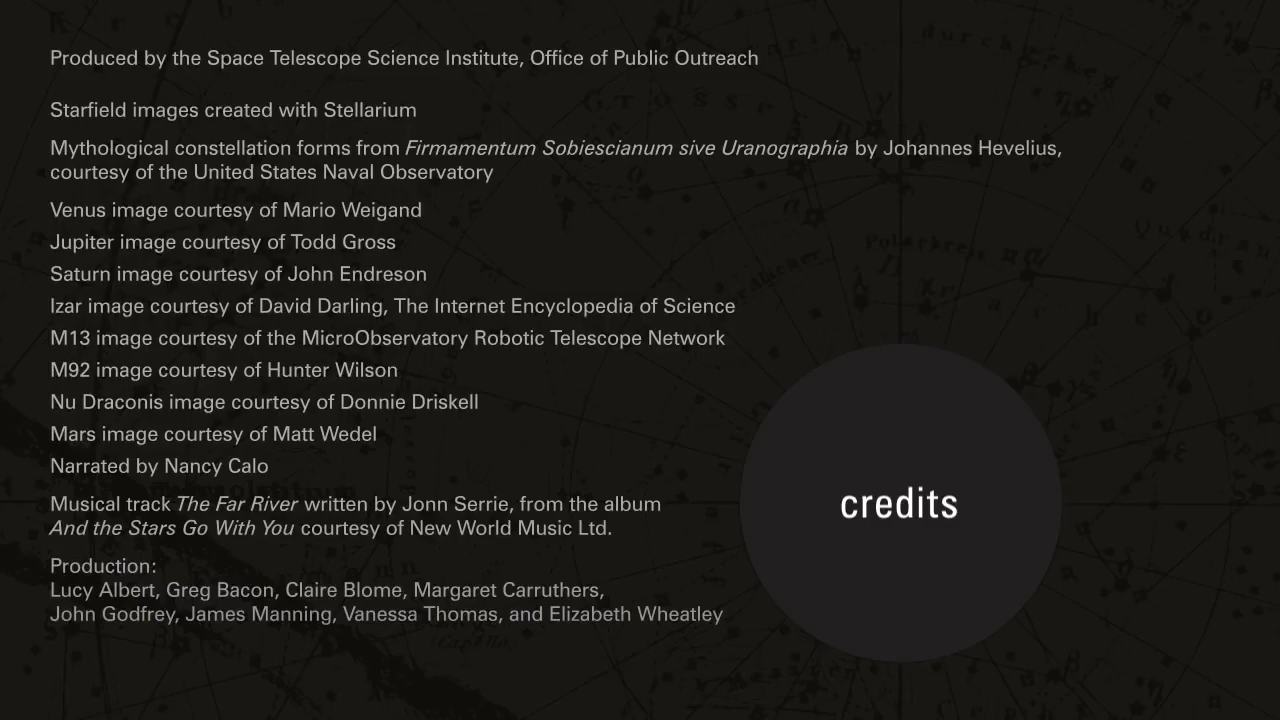 Produced by the Space Telescope Science Institute, Office of Public Outreach
Starfield images created with Stellarium
Mythological constellation forms from Firmamentum Sobiescianum sive Uranographia by Johannes Hevelius,
courtesy of the United States Naval Observatory
Venus image courtesy of Mario Weigand
Jupiter image courtesy of Todd Gross
Saturn image courtesy of John Endreson
Izar image courtesy of David Darling, The Internet Encyclopedia of Science
M13 image courtesy of the MicroObservatory Robotic Telescope Network
M92 image courtesy of Hunter Wilson
Nu Draconis image courtesy of Donnie Driskell
Mars image courtesy of Matt Wedel
Narrated by Nancy Calo
Musical track The Far River written by Jonn Serrie, from the album
And the Stars Go With You courtesy of New World Music Ltd.
Production:
Lucy Albert, Greg Bacon, Claire Blome, Margaret Carruthers,
John Godfrey, James Manning, Vanessa Thomas, and Elizabeth Wheatley
credits